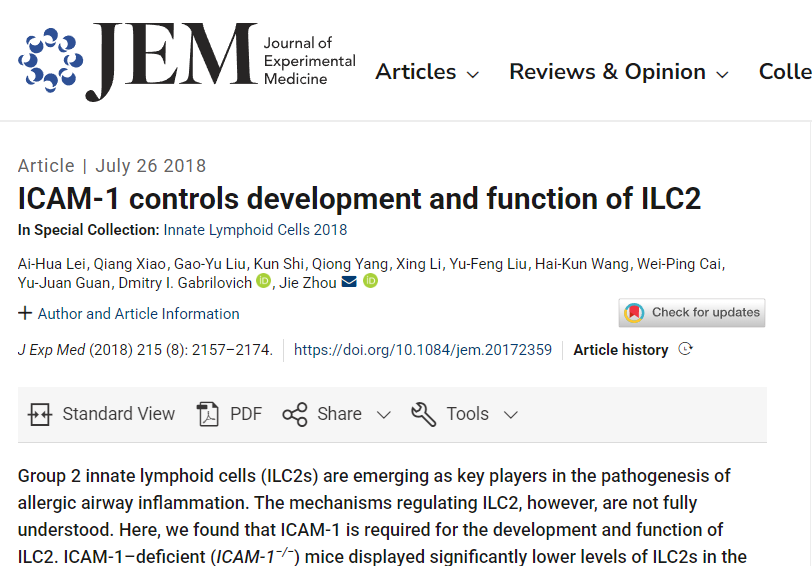 JEM
Journal of
Experimental
Medicine
Articles
Reviews & Opinion
Colle
Article | July 26 2018
ICAM-1 controls development and function of ILC2
In Special Collection: Innate Lymphoid Cells 2018
Ai-Hua Lei, Qiang Xiao, Gao-Yu Liu, Kun Shi, Qiong Yang, Xing Li, Yu-Feng Liu, Hai-Kun Wang, Wei-Ping Cai,
Yu-Juan Guan, Dmitry I. Gabrilovich iD, Jie Zhou iD
+ Author and Article Information
Check for updates
J Exp Med (2018) 215 (8): 2157–2174. https://doi.org/10.1084/jem.20172359 Article history
Standard View PDF Share Tools
Group 2 innate lymphoid cells (ILC2s) are emerging as key players in the pathogenesis of
allergic airway inflammation. The mechanisms regulating ILC2, however, are not fully
understood. Here, we found that ICAM-1 is required for the development and function of
ILC2. ICAM-1–deficient (ICAM-1⁻/⁻) mice displayed significantly lower levels of ILC2s in the